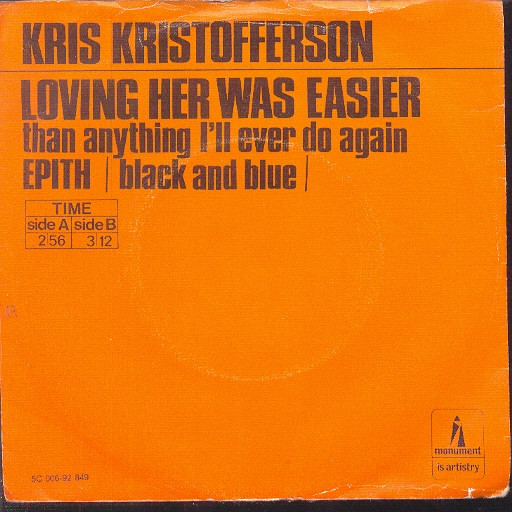 KRIS KRISTOFFERSON
LOVING HER WAS EASIER
than anything I'll ever do again
EPITH | black and blue |
TIME
side A side B
2|56 3|12
monument
is artistry
5C 006-92 849